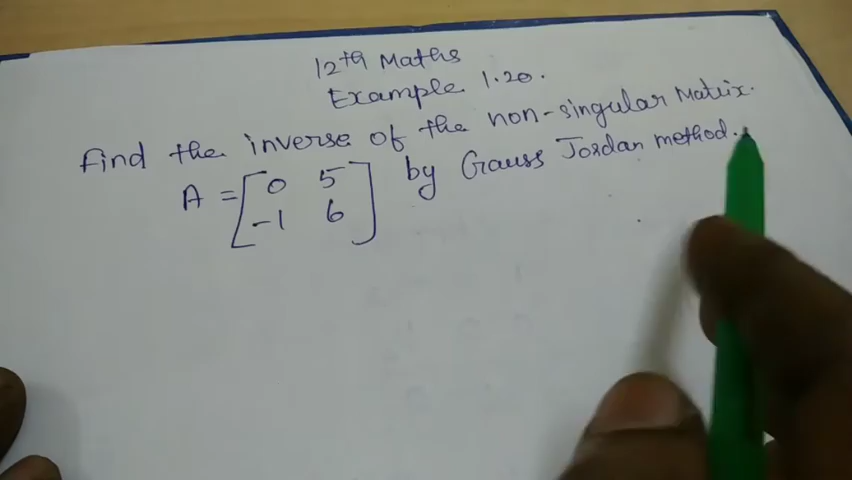 12th Maths
Example 1.20.
Find the inverse of the non-singular Matrix.
A = [0 5
-1 6] by Gauss Jordan method.